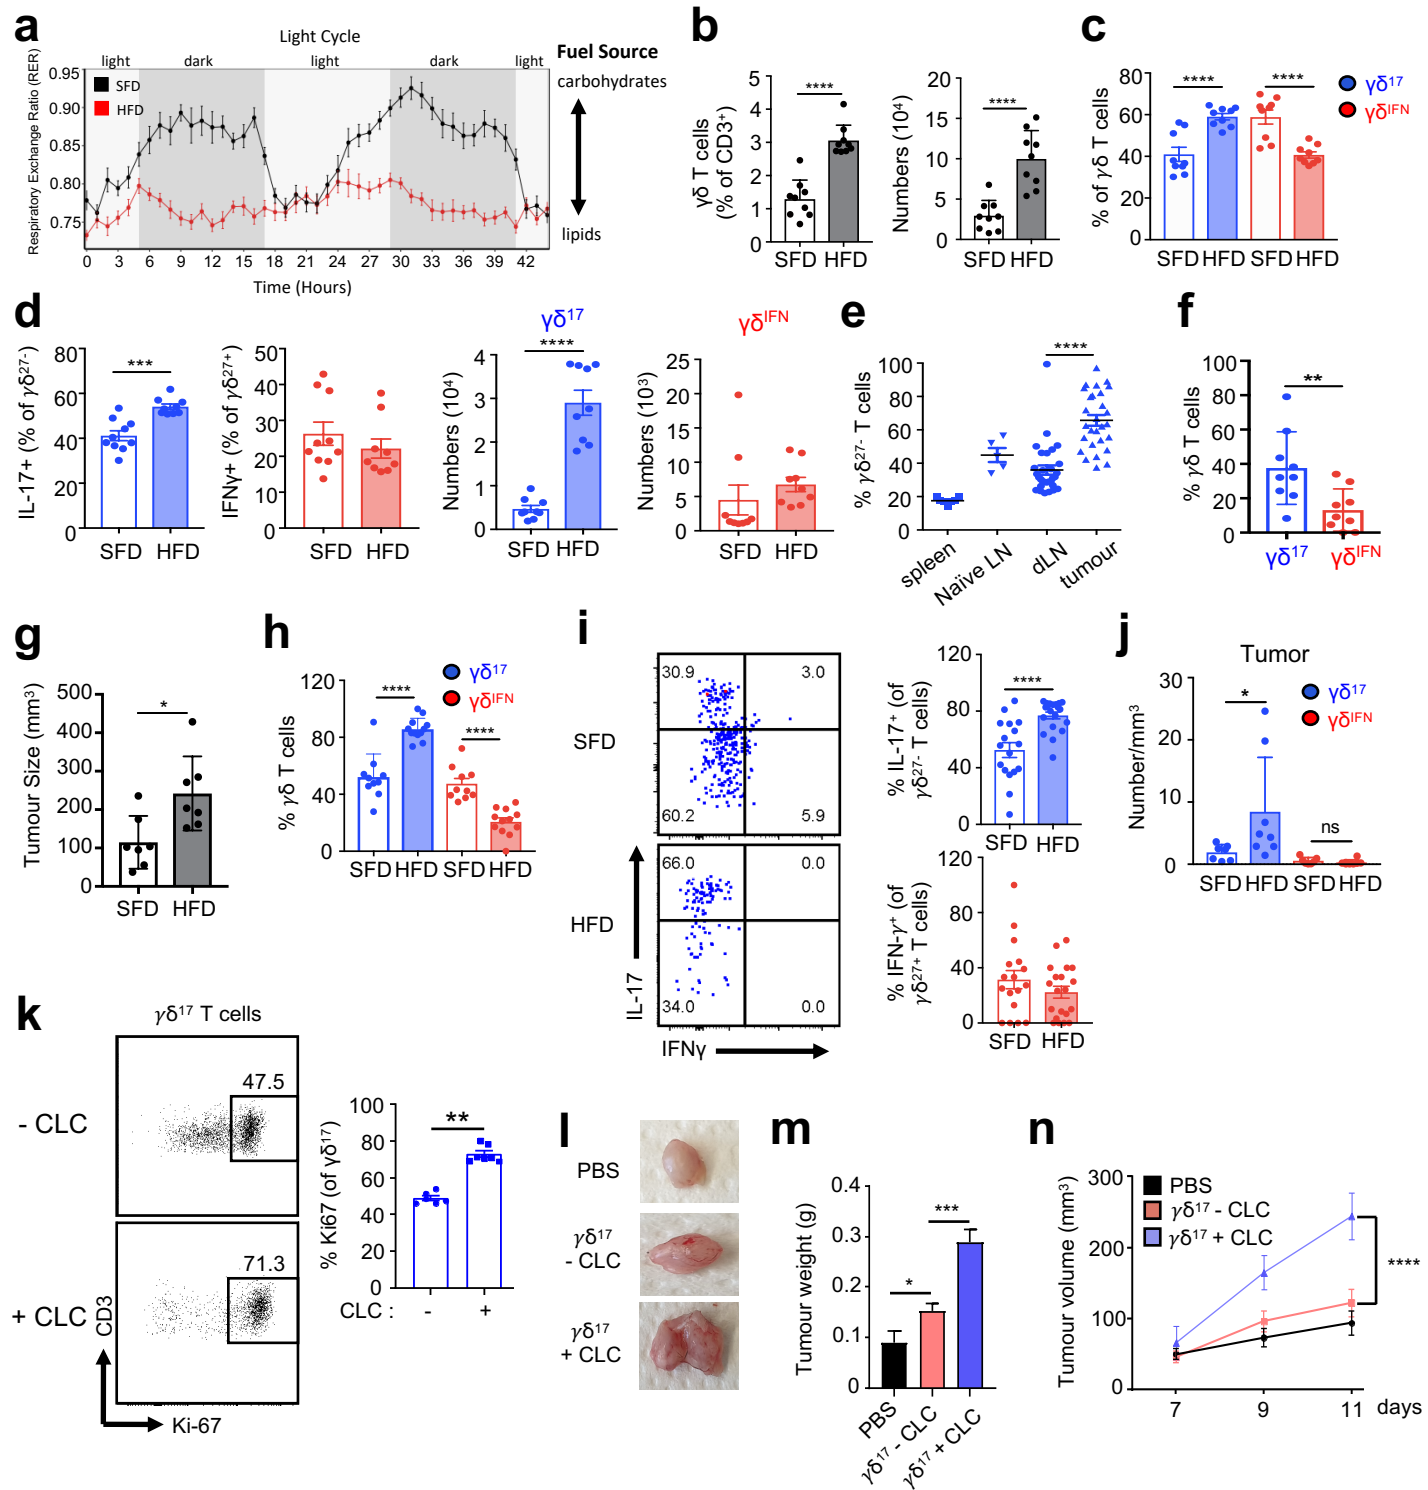 a
Light Cycle
light
dark
light
dark
light
Fuel Source
carbohydrates
lipids
Respiratory Exchange Ratio (RER)
0.95
0.90
0.85
0.80
0.75
SFD
HFD
0 3 6 9 12 15 18 21 24 27 30 33 36 39 42
Time (Hours)
b
γδ T cells
(% of CD3⁺)
5
4
3
2
1
0
****
SFD HFD
Numbers (10⁴)
20
15
10
5
0
****
SFD HFD
c
% of γδ T cells
80
60
40
20
0
**** ****
SFD HFD SFD HFD
γδ¹⁷
γδᴵᶠᴺ
d
IL-17+ (% of γδ²⁷⁻)
80
60
40
20
0
***
SFD HFD
IFNγ+ (% of γδ²⁷⁺)
50
40
30
20
10
0
SFD HFD
γδ¹⁷
Numbers (10⁴)
4
3
2
1
0
****
SFD HFD
γδᴵᶠᴺ
Numbers (10³)
25
20
15
10
5
0
SFD HFD
e
% γδ²⁷⁻ T cells
100
80
60
40
20
0
****
spleen
Naïve LN
dLN
tumour
f
% γδ T cells
100
80
60
40
20
0
**
γδ¹⁷ γδᴵᶠᴺ
g
Tumour Size (mm³)
500
400
300
200
100
0
*
SFD HFD
h
γδ¹⁷
γδᴵᶠᴺ
% γδ T cells
120
80
40
0
**** ****
SFD HFD SFD HFD
i
SFD
30.9 3.0
60.2 5.9
HFD
66.0 0.0
34.0 0.0
IL-17
IFNγ
% IL-17⁺ (of
γδ²⁷⁻ T cells)
120
80
40
0
****
SFD HFD
% IFN-γ⁺ (of
γδ²⁷⁺ T cells)
120
80
40
0
SFD HFD
j
Tumor
γδ¹⁷
γδᴵᶠᴺ
Number/mm³
30
20
10
0
*
ns
SFD HFD SFD HFD
k
γδ¹⁷ T cells
- CLC
47.5
+ CLC
71.3
CD3
Ki-67
% Ki67 (of γδ¹⁷)
100
80
60
40
20
0
**
CLC : - +
l
PBS
γδ¹⁷
- CLC
γδ¹⁷
+ CLC
m
Tumour weight (g)
0.4
0.3
0.2
0.1
0
*
***
PBS
γδ¹⁷ - CLC
γδ¹⁷ + CLC
n
Tumour volume (mm³)
300
200
100
0
PBS
γδ¹⁷ - CLC
γδ¹⁷ + CLC
****
7 9 11 days